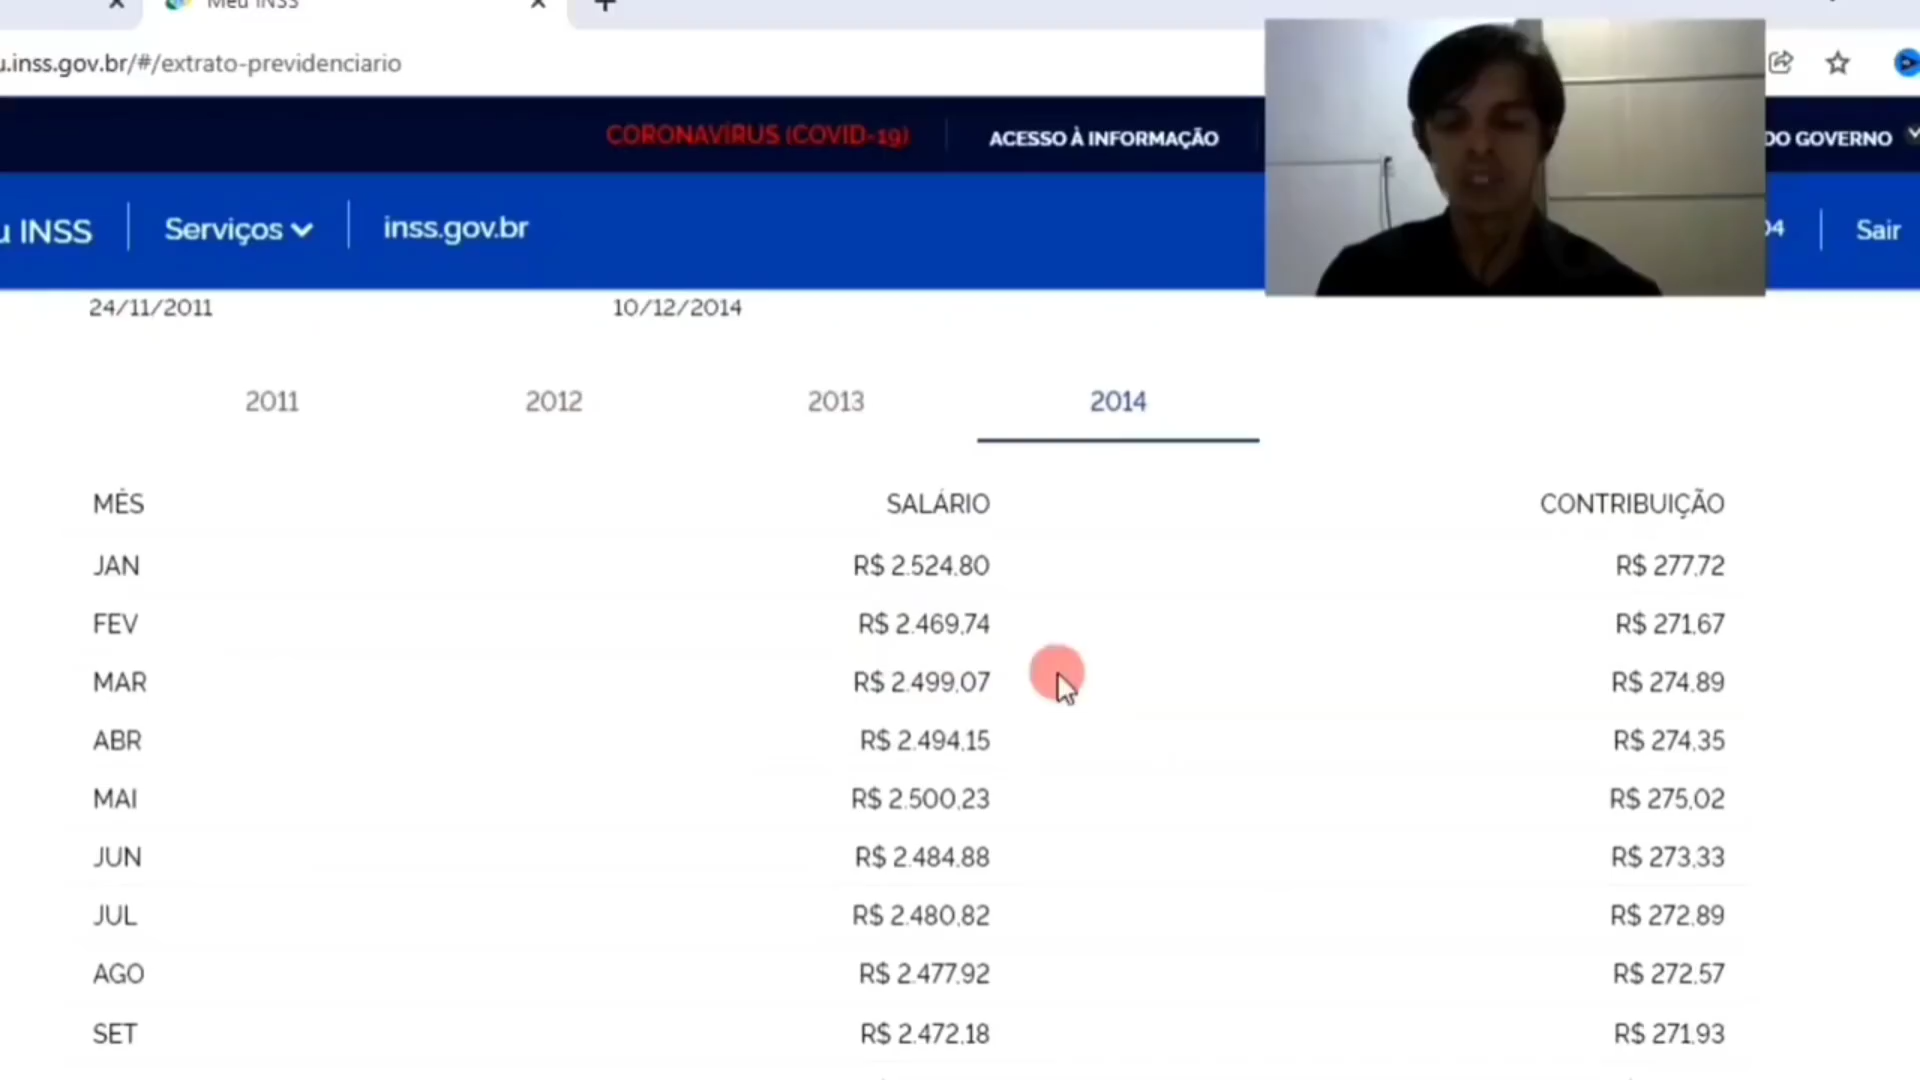 Meu INSS
u.inss.gov.br/#/extrato-previdenciario
CORONAVÍRUS (COVID-19) ACESSO À INFORMAÇÃO DO GOVERNO
u INSS Serviços inss.gov.br 04 Sair
24/11/2011 10/12/2014
2011 2012 2013 2014
MÊS SALÁRIO CONTRIBUIÇÃO
JAN R$ 2.524,80 R$ 277,72
FEV R$ 2.469,74 R$ 271,67
MAR R$ 2.499,07 R$ 274,89
ABR R$ 2.494,15 R$ 274,35
MAI R$ 2.500,23 R$ 275,02
JUN R$ 2.484,88 R$ 273,33
JUL R$ 2.480,82 R$ 272,89
AGO R$ 2.477,92 R$ 272,57
SET R$ 2.472,18 R$ 271,93